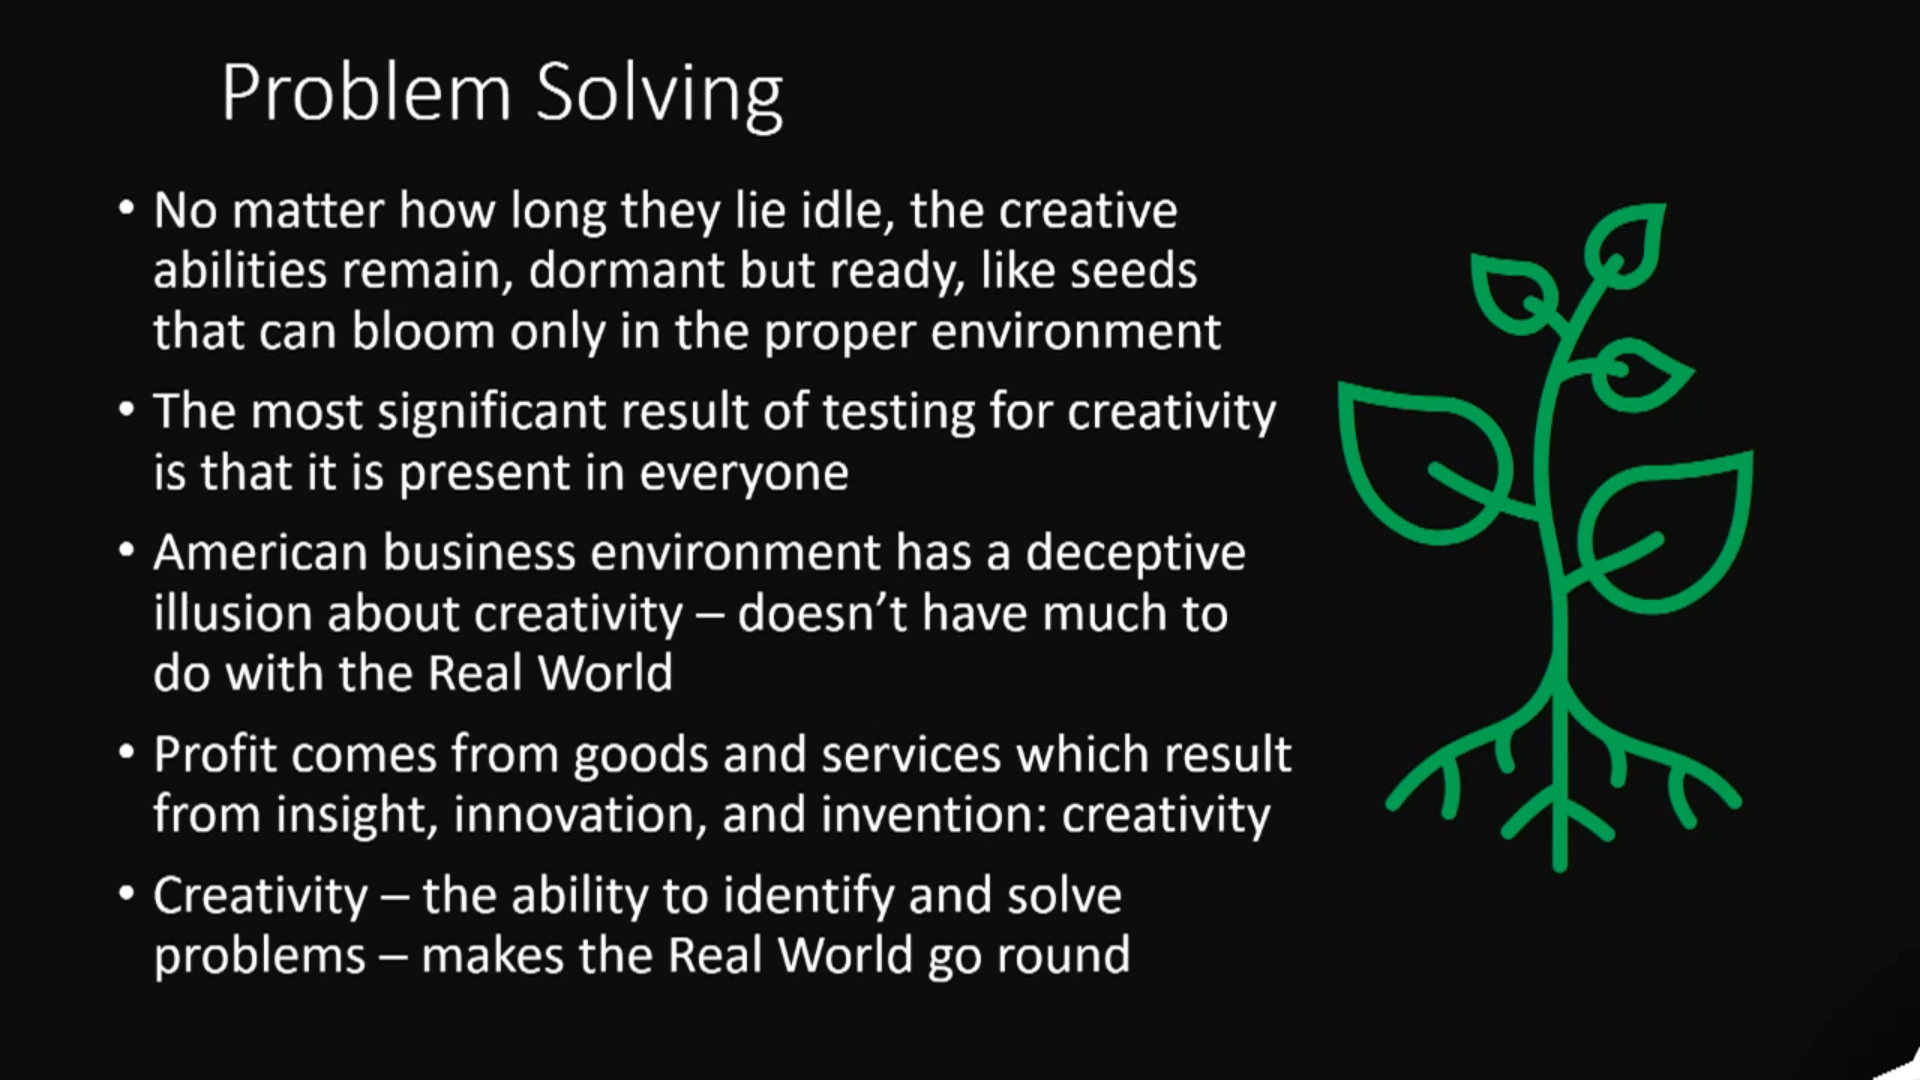 Problem Solving
• No matter how long they lie idle, the creative
abilities remain, dormant but ready, like seeds
that can bloom only in the proper environment
• The most significant result of testing for creativity
is that it is present in everyone
• American business environment has a deceptive
illusion about creativity – doesn’t have much to
do with the Real World
• Profit comes from goods and services which result
from insight, innovation, and invention: creativity
• Creativity – the ability to identify and solve
problems – makes the Real World go round